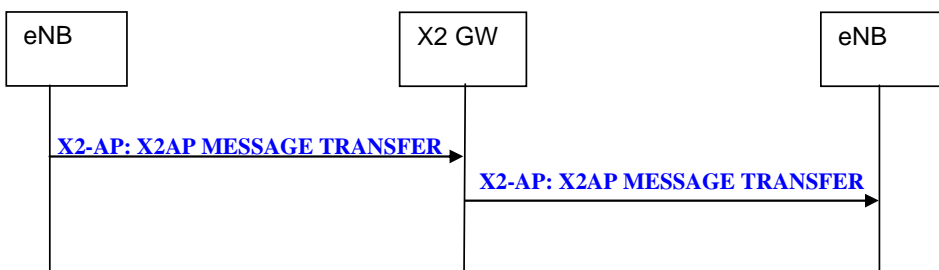 eNB
X2 GW
eNB
X2-AP: X2AP MESSAGE TRANSFER
X2-AP: X2AP MESSAGE TRANSFER